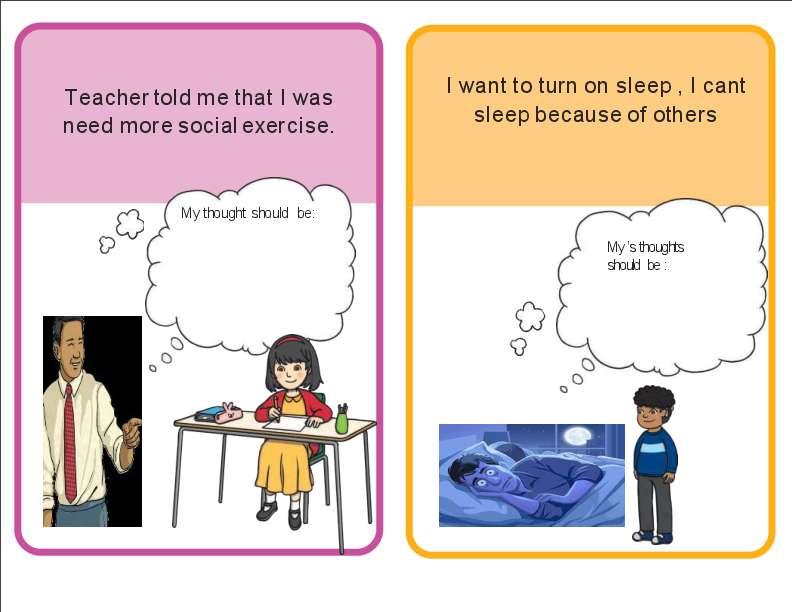 Teacher told me that I was
need more social exercise.
My thought should be:
I want to turn on sleep , I cant
sleep because of others
My 's thoughts
should be :